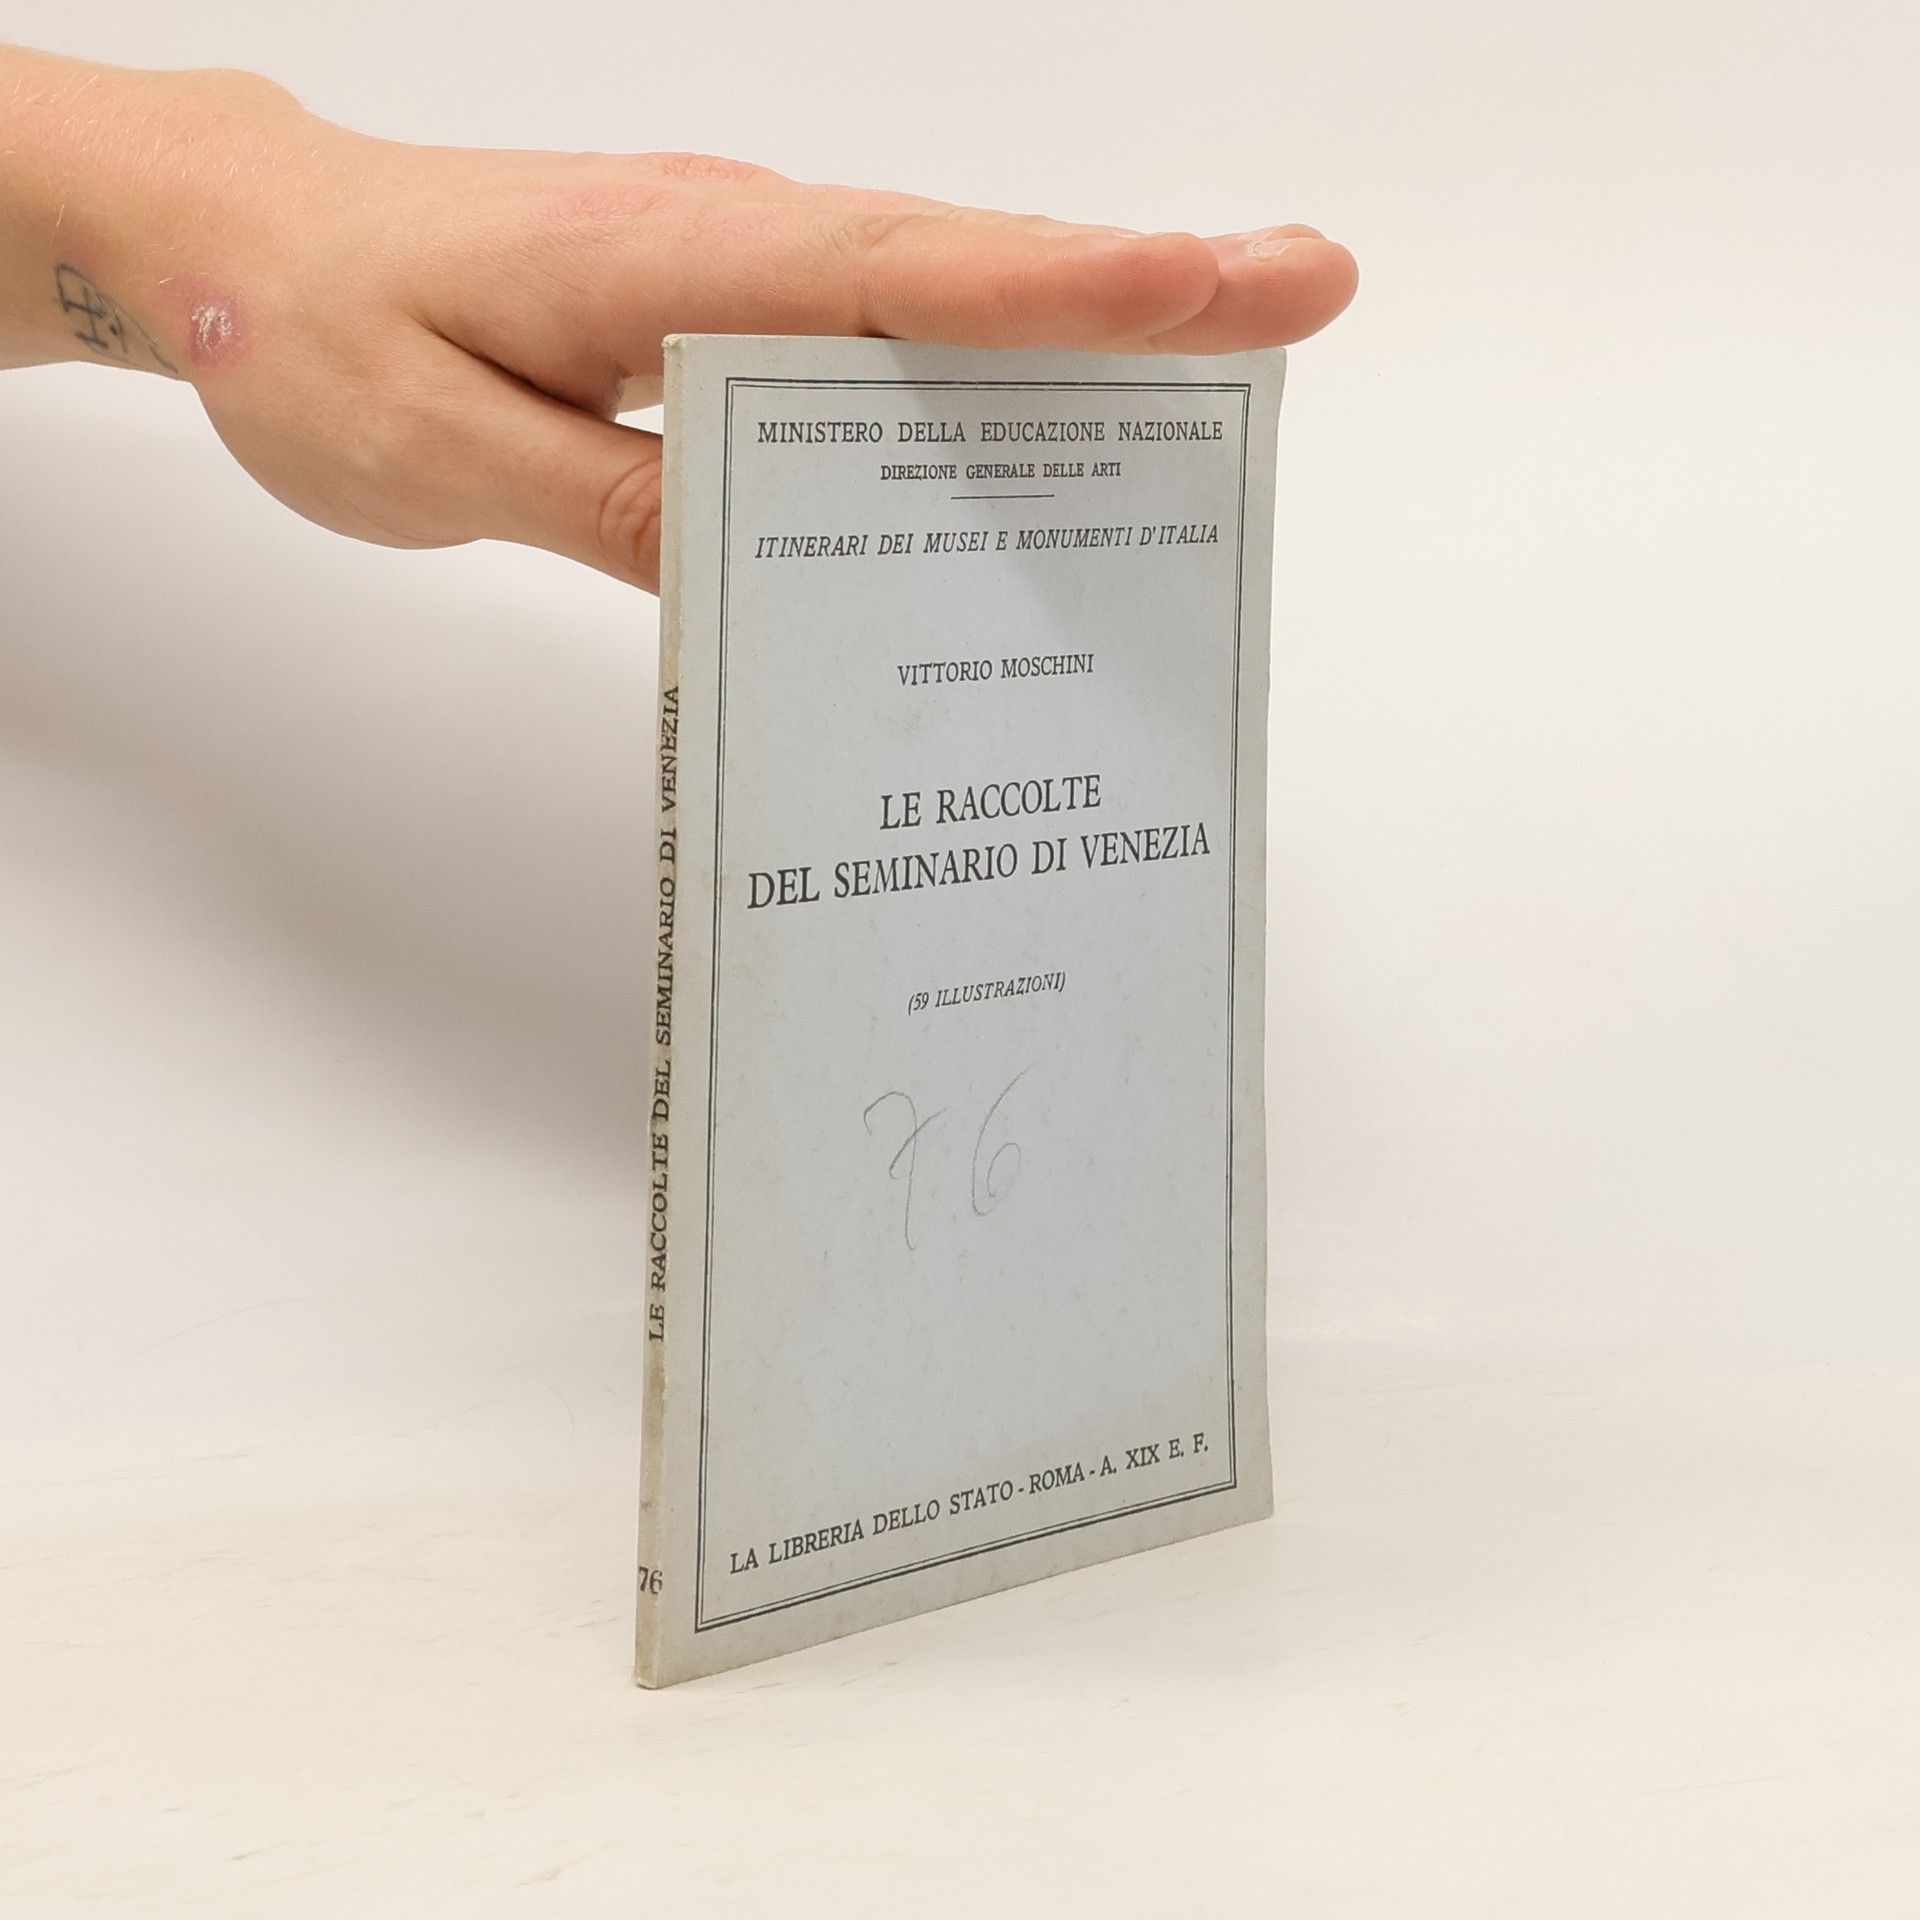 MINISTERO DELLA EDUCAZIONE NAZIONALE
DIREZIONE GENERALE DELLE ARTI
ITINERARI DEI MUSEI E MONUMENTI D'ITALIA
VITTORIO MOSCHINI
LE RACCOLTE
DEL SEMINARIO DI VENEZIA
(59 ILLUSTRAZIONI)
76
LA LIBRERIA DELLO STATO - ROMA - A. XIX E. F.
LE RACCOLTE DEL SEMINARIO DI VENEZIA
76